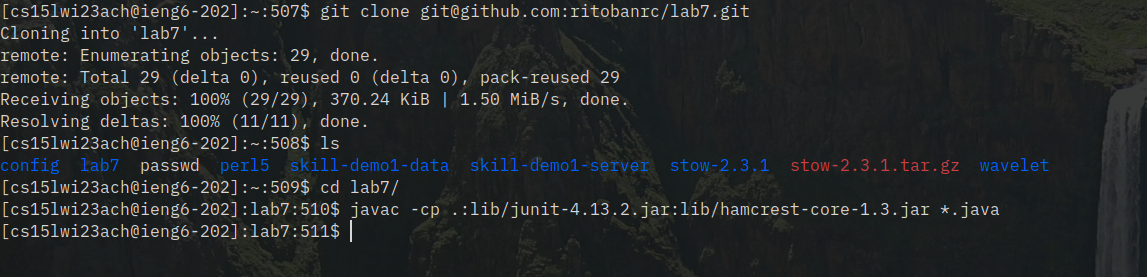 [cs15lwi23ach@ieng6-202]:~:507$ git clone git@github.com:ritobanrc/lab7.git
Cloning into 'lab7'...
remote: Enumerating objects: 29, done.
remote: Total 29 (delta 0), reused 0 (delta 0), pack-reused 29
Receiving objects: 100% (29/29), 370.24 KiB | 1.50 MiB/s, done.
Resolving deltas: 100% (11/11), done.
[cs15lwi23ach@ieng6-202]:~:508$ ls
config  lab7  passwd  perl5  skill-demo1-data  skill-demo1-server  stow-2.3.1  stow-2.3.1.tar.gz  wavelet
[cs15lwi23ach@ieng6-202]:~:509$ cd lab7/
[cs15lwi23ach@ieng6-202]:lab7:510$ javac -cp .:lib/junit-4.13.2.jar:lib/hamcrest-core-1.3.jar *.java
[cs15lwi23ach@ieng6-202]:lab7:511$